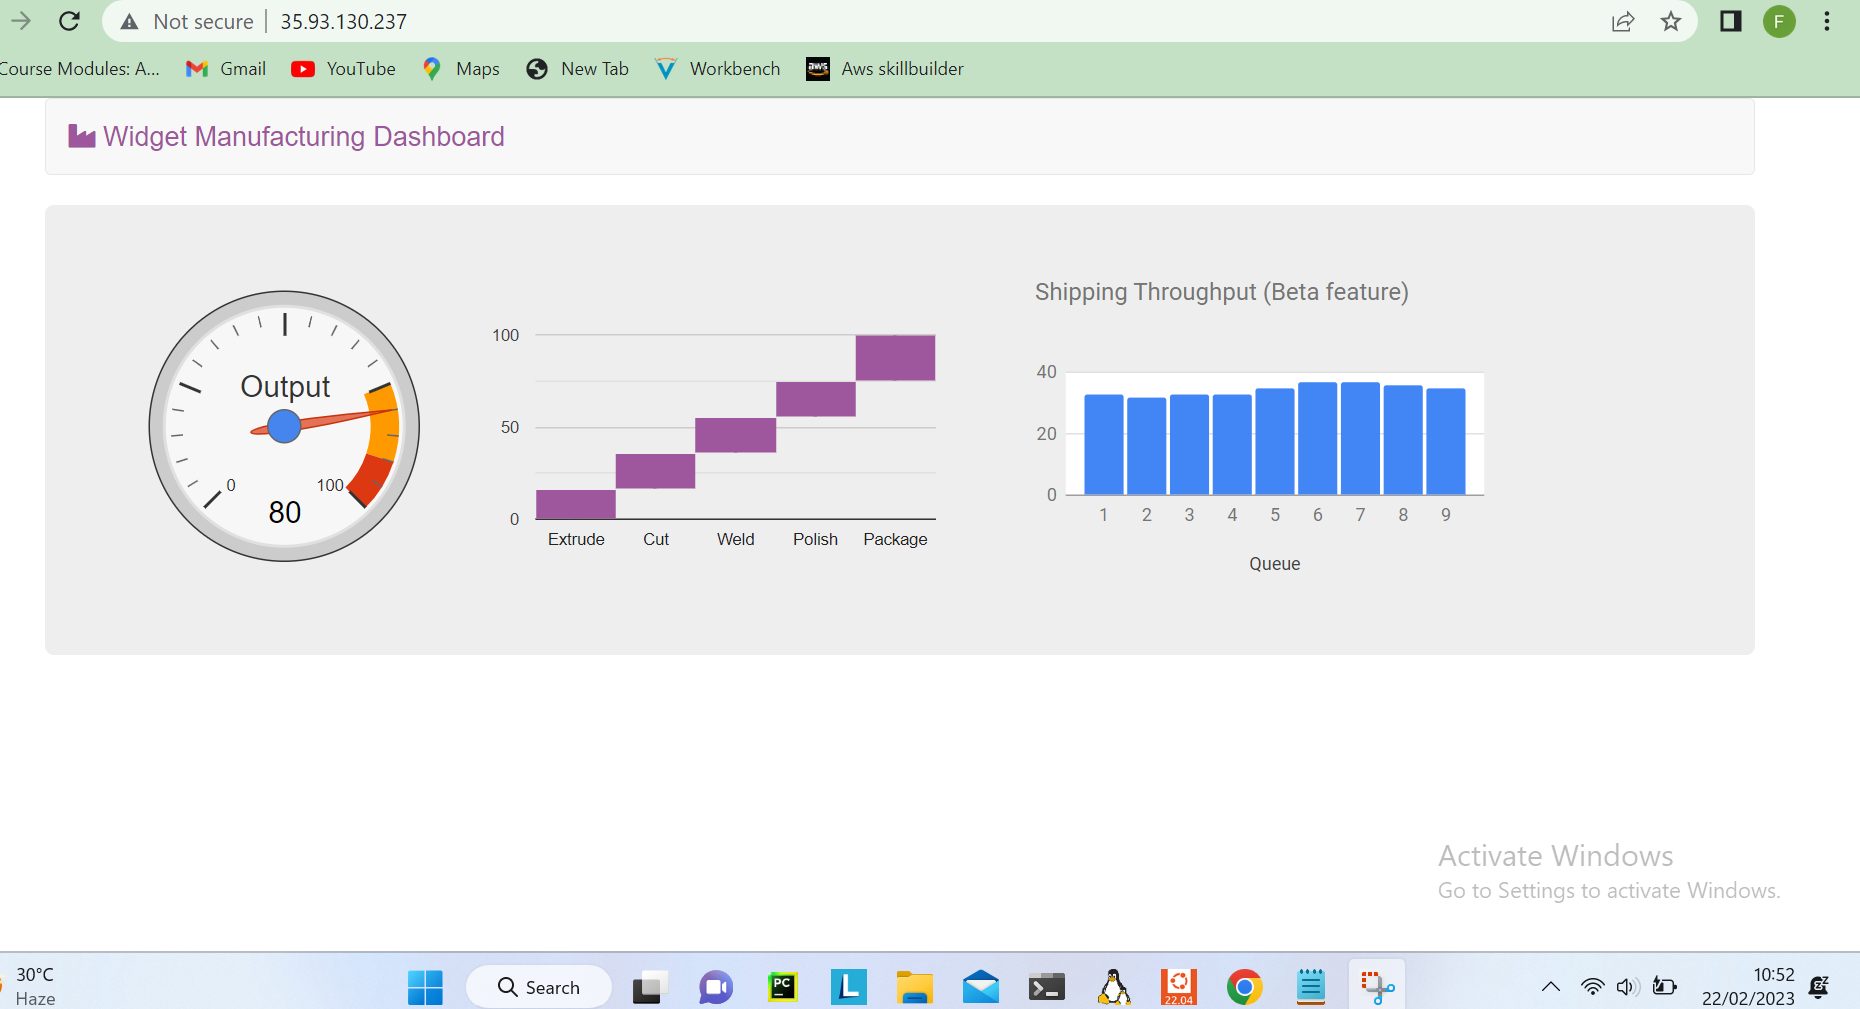 Not secure 35.93.130.237
F
Course Modules: A... Gmail YouTube Maps New Tab aws Workbench Aws skillbuilder
Widget Manufacturing Dashboard
Output
0 100
80
100
50
0
Extrude Cut Weld Polish Package
Shipping Throughput (Beta feature)
40
20
0
1 2 3 4 5 6 7 8 9
Queue
Activate Windows
Go to Settings to activate Windows.
30°C
Haze
Search
PC
L
22.04
10:52
22/02/2023